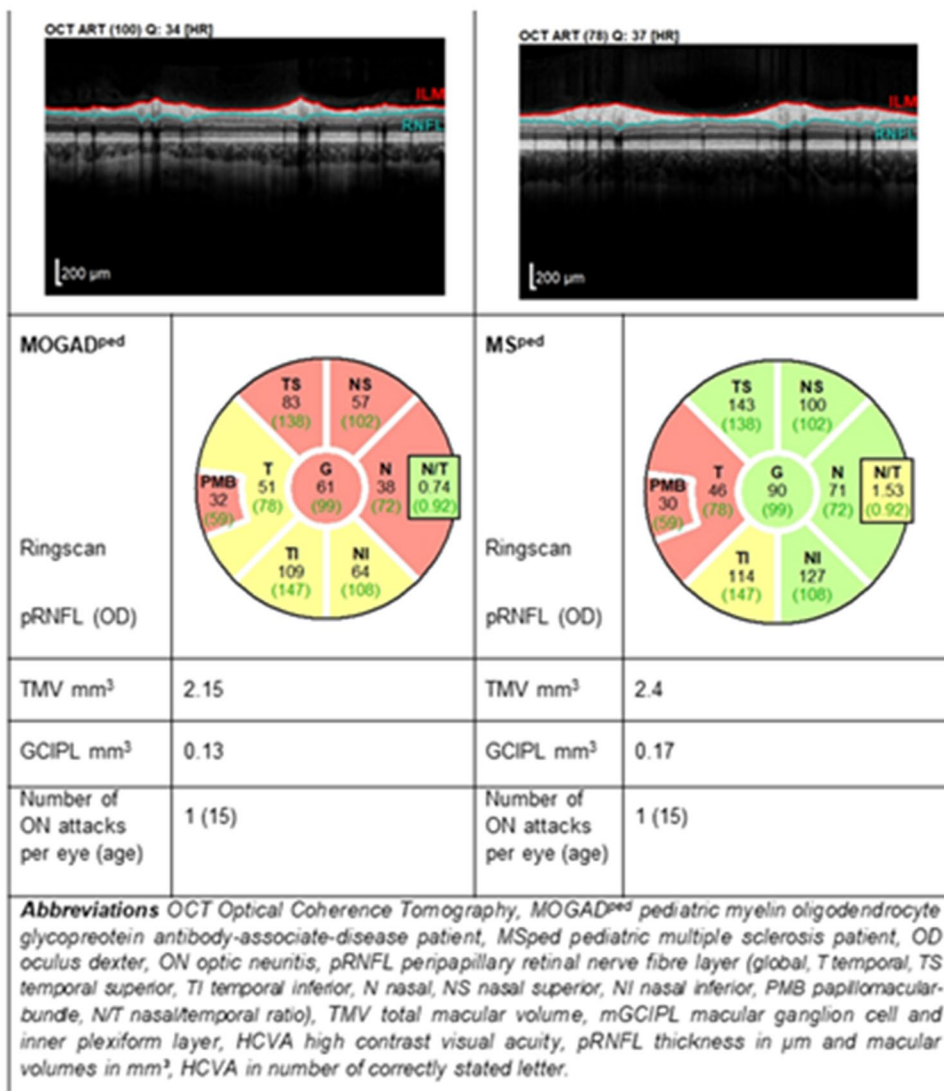 OCT ART (100) Q: 34 [HR]
ILM
RNFL
200 µm
OCT ART (78) Q: 37 [HR]
ILM
RNFL
200 µm
MOGADped
Ringscan
pRNFL (OD)
TS
83
(138)
NS
57
(102)
PMB
32
(59)
T
51
(78)
G
61
(99)
N
38
(72)
N/T
0.74
(0.92)
TI
109
(147)
NI
64
(108)
MSped
Ringscan
pRNFL (OD)
TS
143
(138)
NS
100
(102)
PMB
30
(59)
T
46
(78)
G
90
(99)
N
71
(72)
N/T
1.53
(0.92)
TI
114
(147)
NI
127
(108)
TMV mm³ 2.15 TMV mm³ 2.4
GCIPL mm³ 0.13 GCIPL mm³ 0.17
Number of ON attacks per eye (age) 1 (15) Number of ON attacks per eye (age) 1 (15)
Abbreviations OCT Optical Coherence Tomography, MOGADped pediatric myelin oligodendrocyte
glycopreotein antibody-associate-disease patient, MSped pediatric multiple sclerosis patient, OD
oculus dexter, ON optic neuritis, pRNFL peripapillary retinal nerve fibre layer (global, T temporal, TS
temporal superior, TI temporal inferior, N nasal, NS nasal superior, NI nasal inferior, PMB papillomacular-
bundle, N/T nasal/temporal ratio), TMV total macular volume, mGCIPL macular ganglion cell and
inner plexiform layer, HCVA high contrast visual acuity, pRNFL thickness in µm and macular
volumes in mm³, HCVA in number of correctly stated letter.